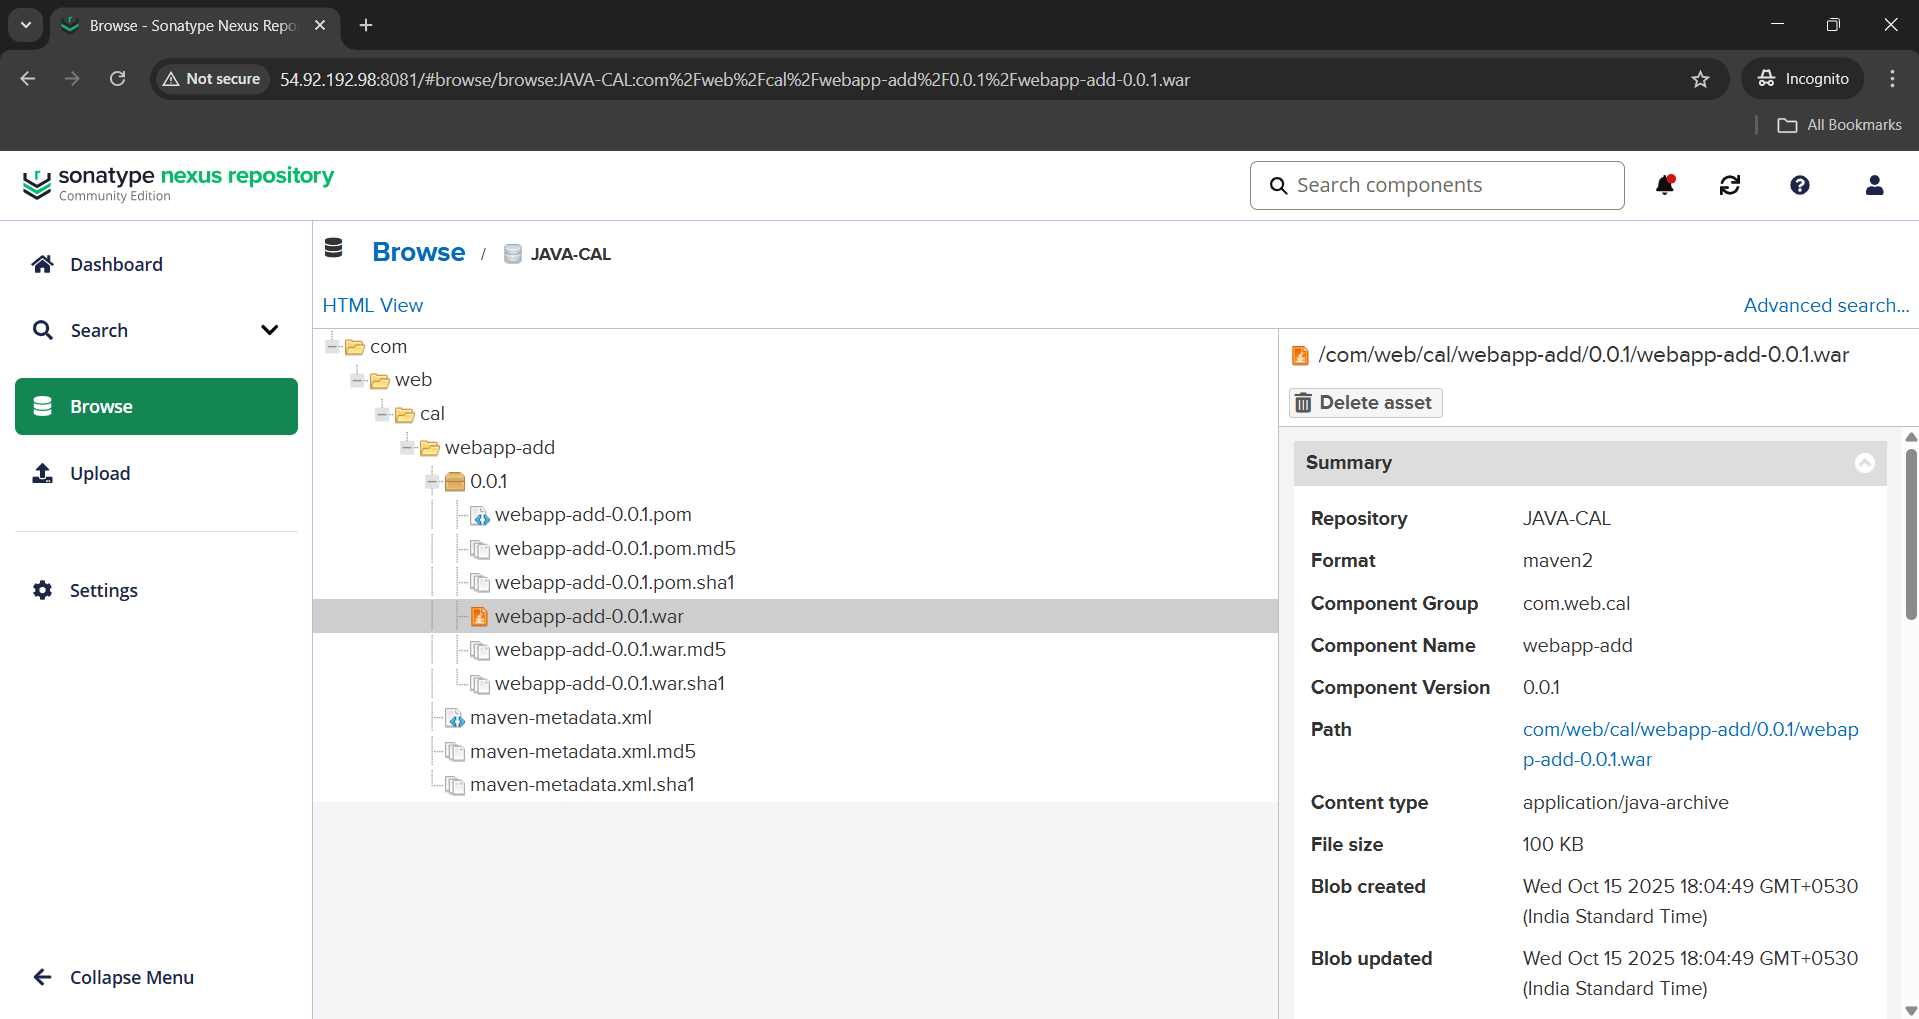 Browse - Sonatype Nexus Repo
Not secure
54.92.192.98:8081/#browse/browse:JAVA-CAL:com%2Fweb%2Fcal%2Fwebapp-add%2F0.0.1%2Fwebapp-add-0.0.1.war
Incognito
All Bookmarks
sonatype nexus repository
Community Edition
Search components
Dashboard
Search
Browse
Upload
Settings
Collapse Menu
Browse / JAVA-CAL
HTML View
Advanced search...
com
web
cal
webapp-add
0.0.1
webapp-add-0.0.1.pom
webapp-add-0.0.1.pom.md5
webapp-add-0.0.1.pom.sha1
webapp-add-0.0.1.war
webapp-add-0.0.1.war.md5
webapp-add-0.0.1.war.sha1
maven-metadata.xml
maven-metadata.xml.md5
maven-metadata.xml.sha1
/com/web/cal/webapp-add/0.0.1/webapp-add-0.0.1.war
Delete asset
Summary
Repository JAVA-CAL
Format maven2
Component Group com.web.cal
Component Name webapp-add
Component Version 0.0.1
Path com/web/cal/webapp-add/0.0.1/webap
p-add-0.0.1.war
Content type application/java-archive
File size 100 KB
Blob created Wed Oct 15 2025 18:04:49 GMT+0530
(India Standard Time)
Blob updated Wed Oct 15 2025 18:04:49 GMT+0530
(India Standard Time)